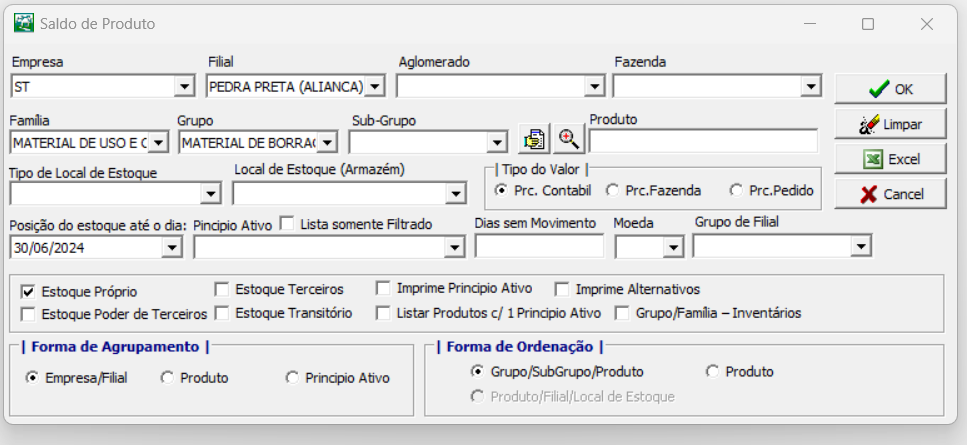 Saldo de Produto
Empresa Filial Aglomerado Fazenda
ST PEDRA PRETA (ALIANCA)
OK
Família Grupo Sub-Grupo Produto
Limpar
MATERIAL DE USO E C MATERIAL DE BORRAC
Excel
Tipo de Local de Estoque Local de Estoque (Armazém) | Tipo do Valor |
Prc. Contabil Prc.Fazenda Prc.Pedido
Cancel
Posição do estoque até o dia: Pincipio Ativo Lista somente Filtrado Dias sem Movimento Moeda Grupo de Filial
30/06/2024
Estoque Próprio Estoque Terceiros Imprime Principio Ativo Imprime Alternativos
Estoque Poder de Terceiros Estoque Transitório Listar Produtos c/ 1 Principio Ativo Grupo/Família – Inventários
| Forma de Agrupamento | | Forma de Ordenação |
Empresa/Filial Produto Principio Ativo Grupo/SubGrupo/Produto Produto
Produto/Filial/Local de Estoque